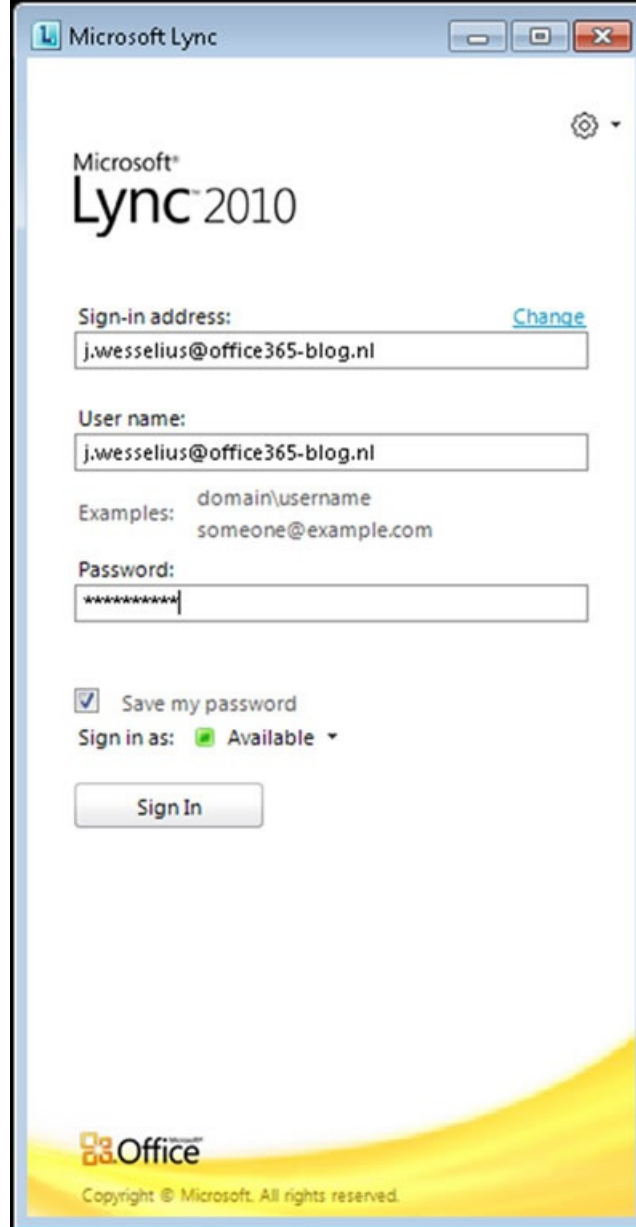 Microsoft Lync
Microsoft®
Lync™ 2010
Sign-in address: Change
j.wesselius@office365-blog.nl
User name:
j.wesselius@office365-blog.nl
Examples: domain\username
someone@example.com
Password:
**********
Save my password
Sign in as: Available
Sign In
Microsoft®
Office
Copyright © Microsoft. All rights reserved.